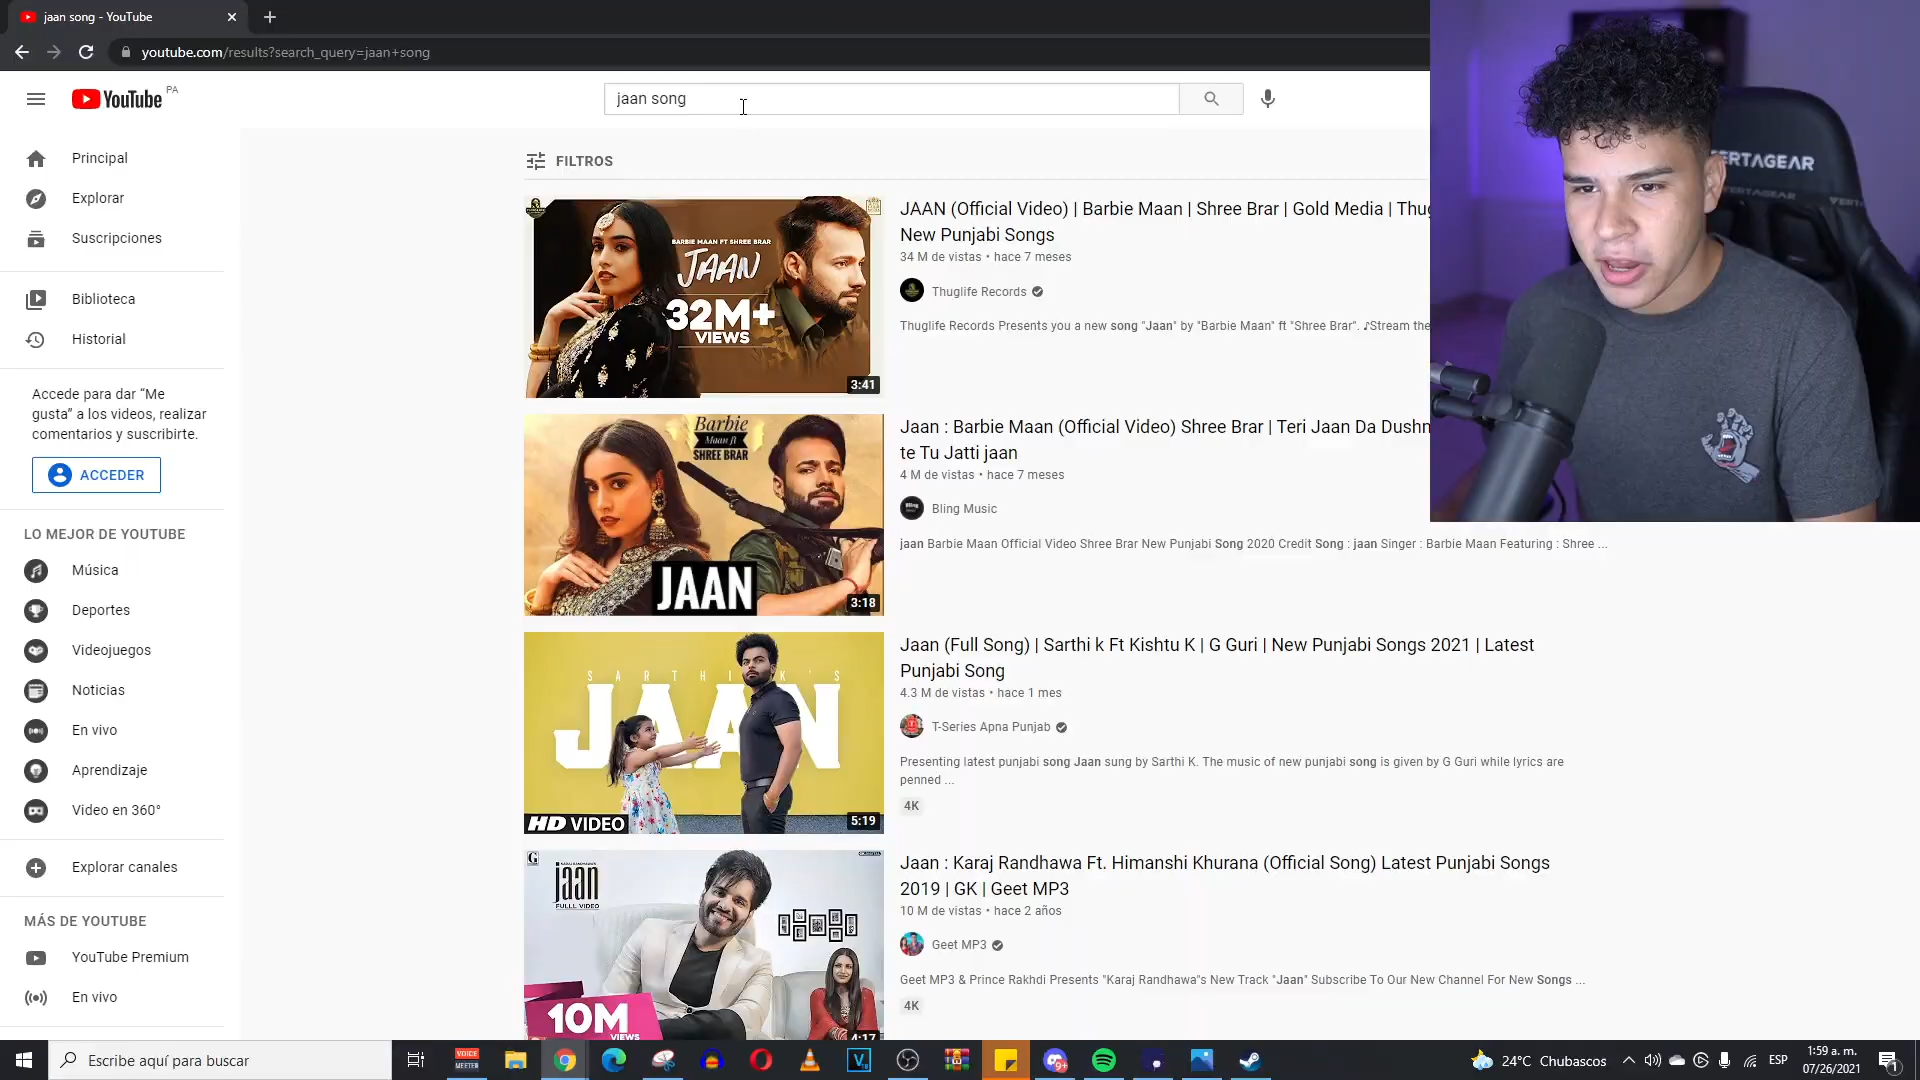 jaan song - YouTube
youtube.com/results?search_query=jaan+song
YouTube PA
jaan song
Principal
Explorar
Suscripciones
Biblioteca
Historial
Accede para dar “Me
gusta” a los videos, realizar
comentarios y suscribirte.
ACCEDER
LO MEJOR DE YOUTUBE
Música
Deportes
Videojuegos
Noticias
En vivo
Aprendizaje
Video en 360°
Explorar canales
MÁS DE YOUTUBE
YouTube Premium
En vivo
FILTROS
BARBIE MAAN FT SHREE BRAR
JAAN
32M+
VIEWS
3:41
JAAN (Official Video) | Barbie Maan | Shree Brar | Gold Media | Thug
New Punjabi Songs
34 M de vistas • hace 7 meses
Thuglife Records
Thuglife Records Presents you a new song "Jaan" by "Barbie Maan" ft "Shree Brar". ♪Stream the
Barbie
Maan ft
SHREE BRAR
JAAN
3:18
Jaan : Barbie Maan (Official Video) Shree Brar | Teri Jaan Da Dushm
te Tu Jatti jaan
4 M de vistas • hace 7 meses
Bling Music
jaan Barbie Maan Official Video Shree Brar New Punjabi Song 2020 Credit Song : jaan Singer : Barbie Maan Featuring : Shree ...
SARTHI K'S
JAAN
HD VIDEO
5:19
Jaan (Full Song) | Sarthi k Ft Kishtu K | G Guri | New Punjabi Songs 2021 | Latest
Punjabi Song
4.3 M de vistas • hace 1 mes
T-Series Apna Punjab
Presenting latest punjabi song Jaan sung by Sarthi K. The music of new punjabi song is given by G Guri while lyrics are
penned ...
4K
G
KARAJ RANDHAWA
jaan
FULLL VIDEO
10M
VIEWS
4:17
Jaan : Karaj Randhawa Ft. Himanshi Khurana (Official Song) Latest Punjabi Songs
2019 | GK | Geet MP3
10 M de vistas • hace 2 años
Geet MP3
Geet MP3 & Prince Rakhdi Presents "Karaj Randhawa"s New Track "Jaan" Subscribe To Our New Channel For New Songs ...
4K
VERTAGEAR
Escribe aquí para buscar
VOICE
MEETER
24°C Chubascos
ESP
1:59 a. m.
07/26/2021